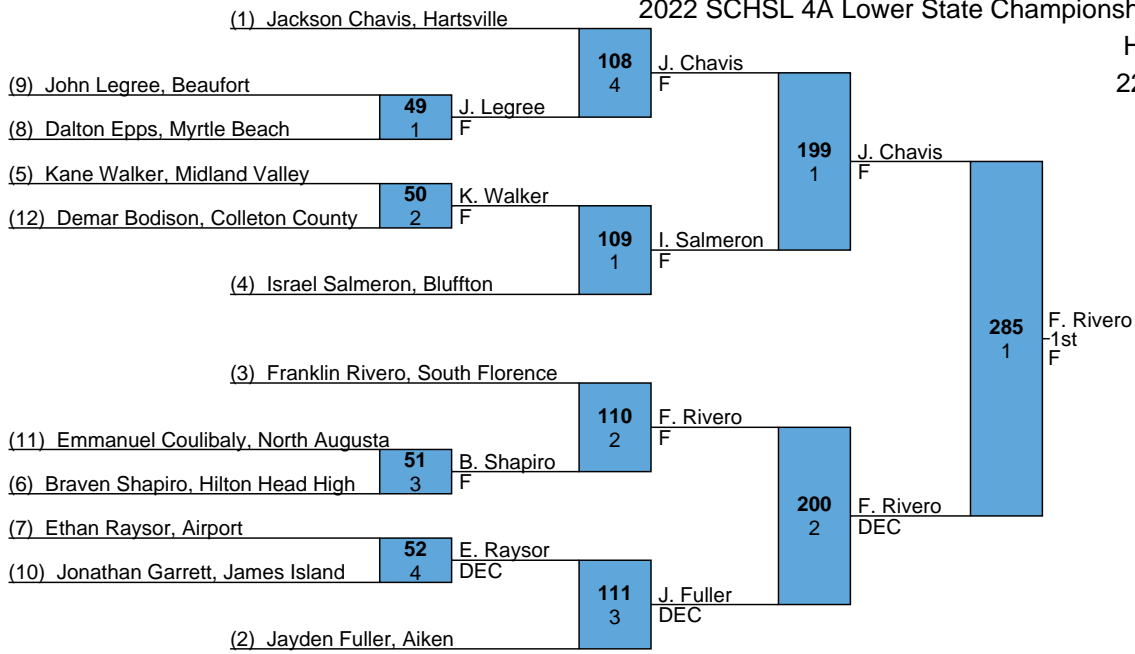 2022 SCHSL 4A Lower State Championsh
H
22
(1) Jackson Chavis, Hartsville
108
4
J. Chavis
F
(9) John Legree, Beaufort
49
1
J. Legree
F
(8) Dalton Epps, Myrtle Beach
199
1
J. Chavis
F
(5) Kane Walker, Midland Valley
50
2
K. Walker
F
(12) Demar Bodison, Colleton County
109
1
I. Salmeron
F
(4) Israel Salmeron, Bluffton
285
1
F. Rivero
1st
F
(3) Franklin Rivero, South Florence
110
2
F. Rivero
F
(11) Emmanuel Coulibaly, North Augusta
51
3
B. Shapiro
F
(6) Braven Shapiro, Hilton Head High
200
2
F. Rivero
DEC
(7) Ethan Raysor, Airport
52
4
E. Raysor
DEC
(10) Jonathan Garrett, James Island
111
3
J. Fuller
DEC
(2) Jayden Fuller, Aiken